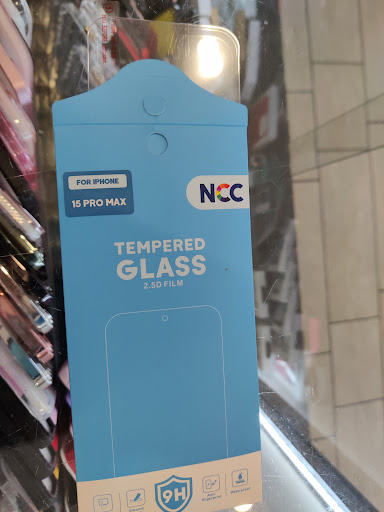 FOR IPHONE
15 PRO MAX
NCC
TEMPERED
GLASS
2.5D FILM
9H